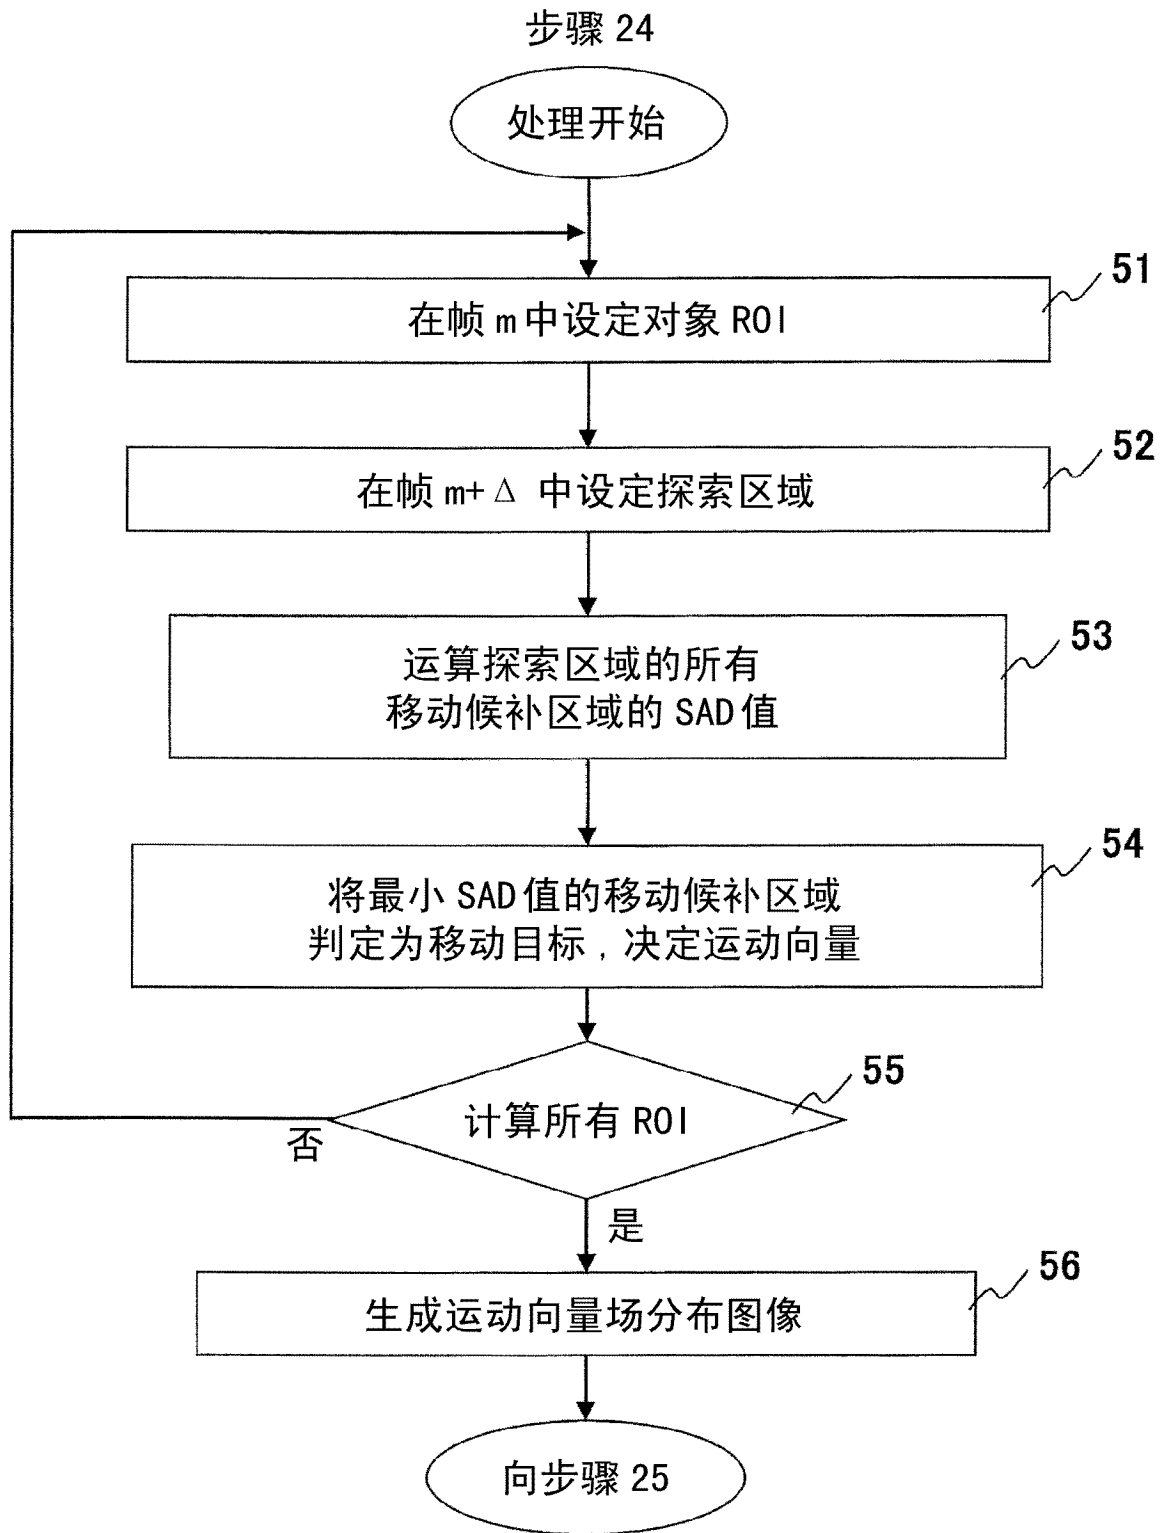 步骤 24
处理开始
51
在帧 m 中设定对象 ROI
52
在帧 m+Δ 中设定探索区域
53
运算探索区域的所有
移动候补区域的 SAD 值
54
将最小 SAD 值的移动候补区域
判定为移动目标，决定运动向量
55
计算所有 ROI
否
是
56
生成运动向量场分布图像
向步骤 25